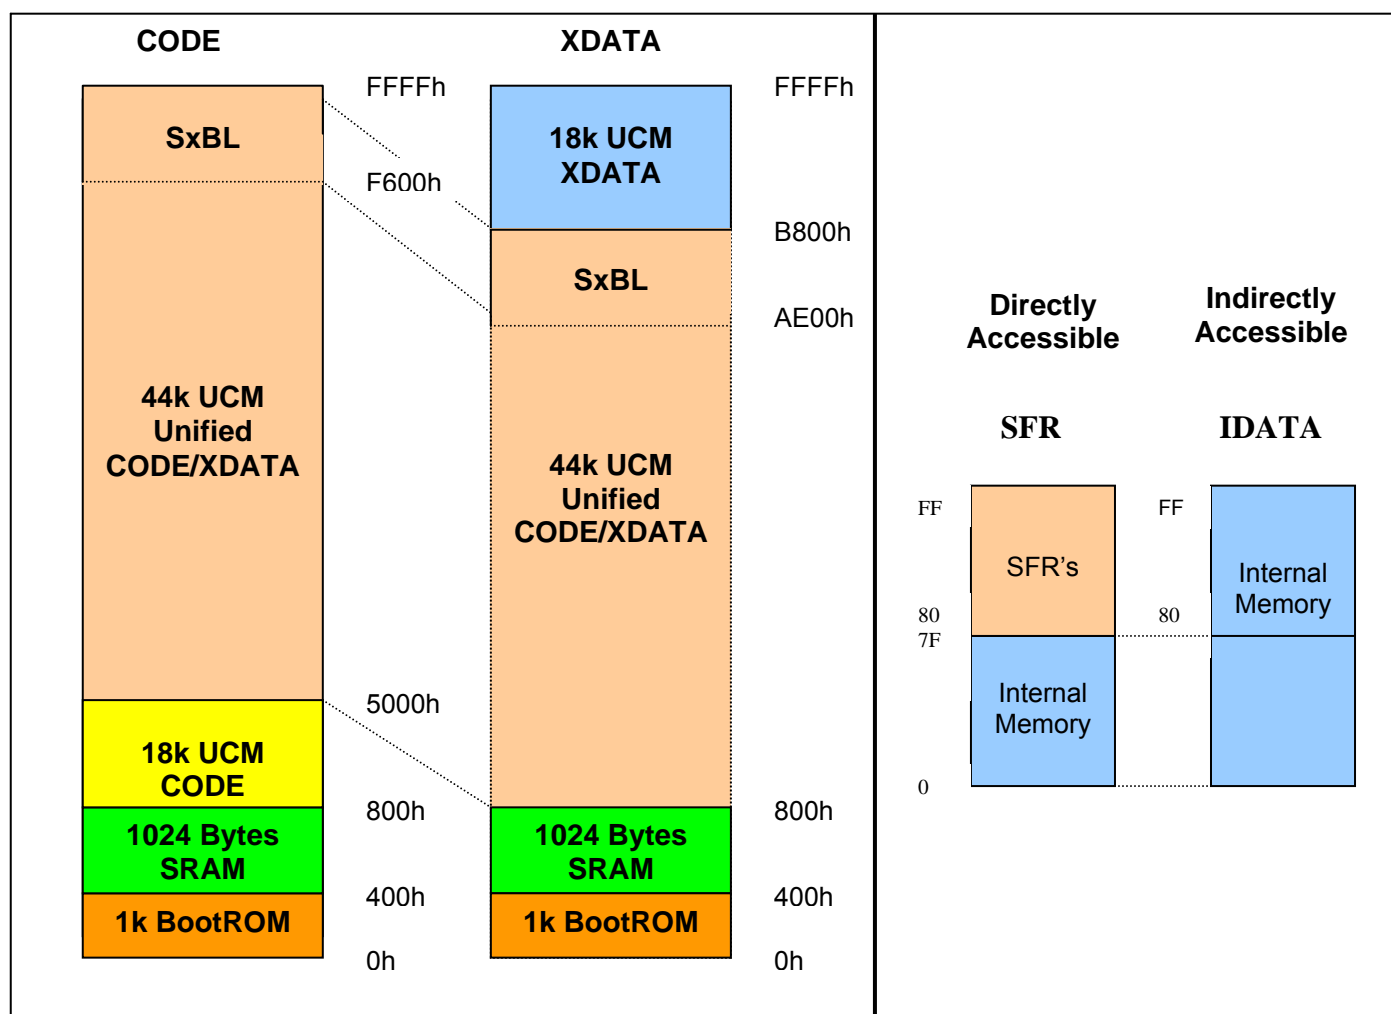 CODE
XDATA
FFFFh
FFFFh
SxBL
18k UCM
XDATA
F600h
B800h
SxBL
AE00h
44k UCM
Unified
CODE/XDATA
44k UCM
Unified
CODE/XDATA
5000h
18k UCM
CODE
800h
800h
1024 Bytes
SRAM
1024 Bytes
SRAM
400h
400h
1k BootROM
1k BootROM
0h
0h
Directly
Accessible
Indirectly
Accessible
SFR
IDATA
FF
FF
SFR's
Internal
Memory
80
80
7F
Internal
Memory
0